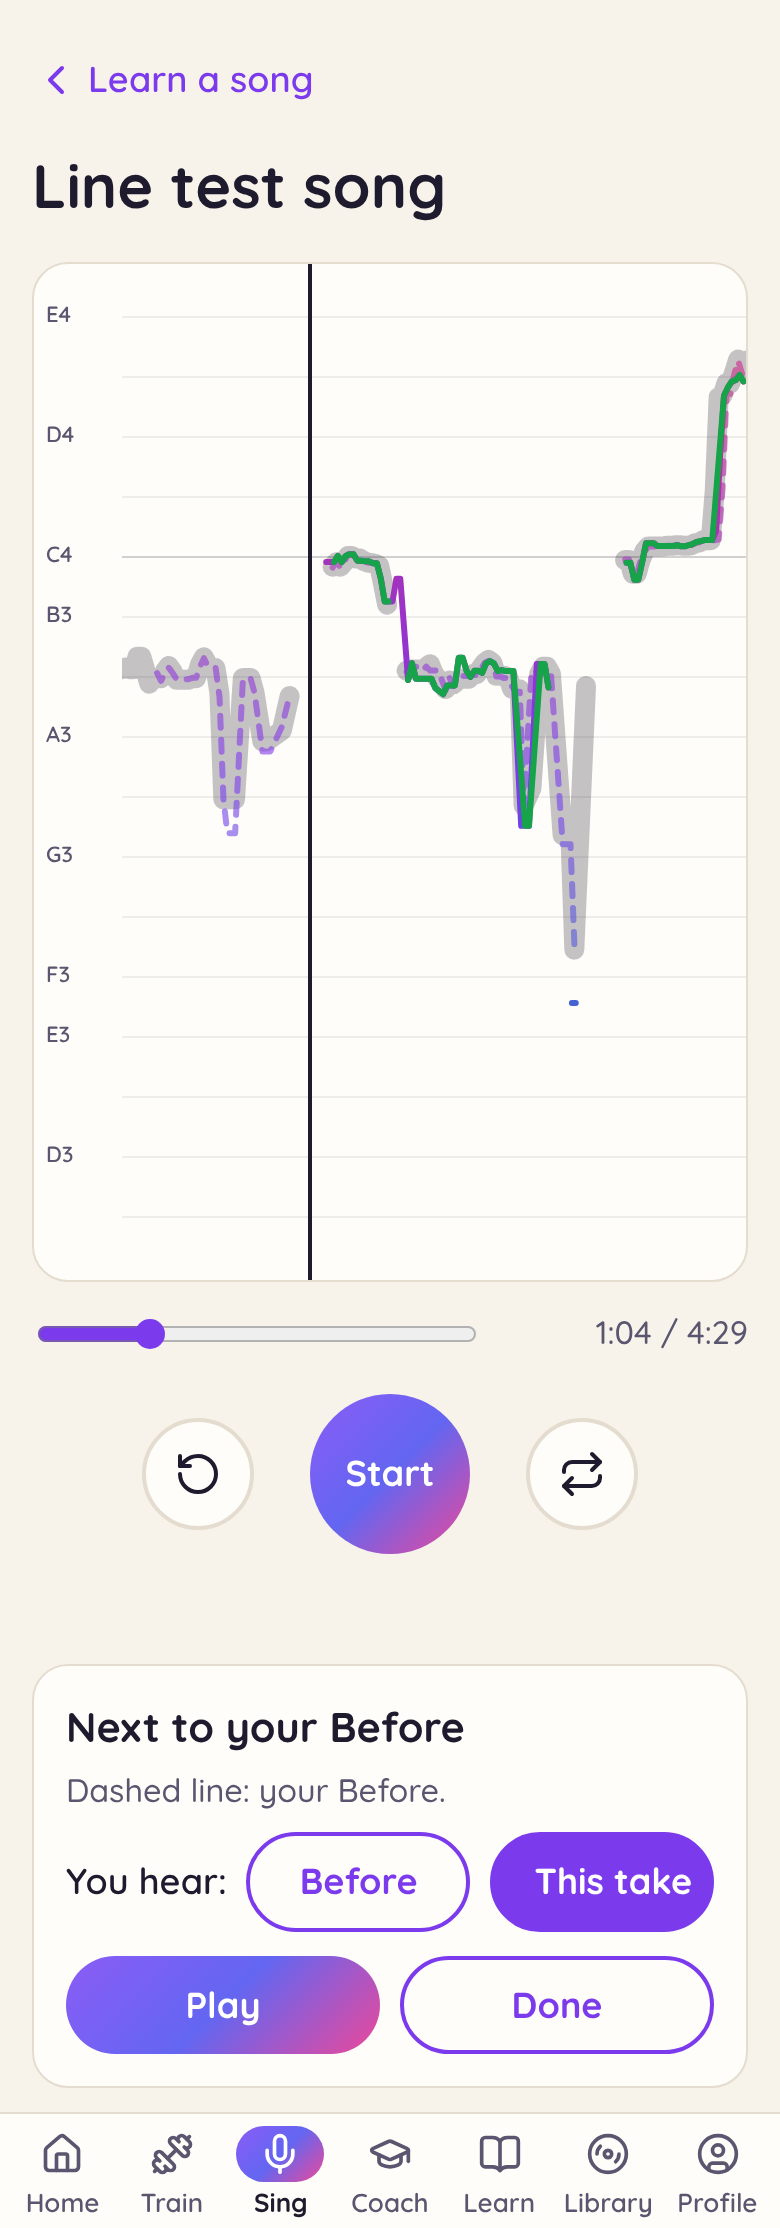 Learn a song
Line test song
E4
D4
C4
B3
A3
G3
F3
E3
D3
1:04 / 4:29
Start
Next to your Before
Dashed line: your Before.
You hear: Before This take
Play Done
Home Train Sing Coach Learn Library Profile